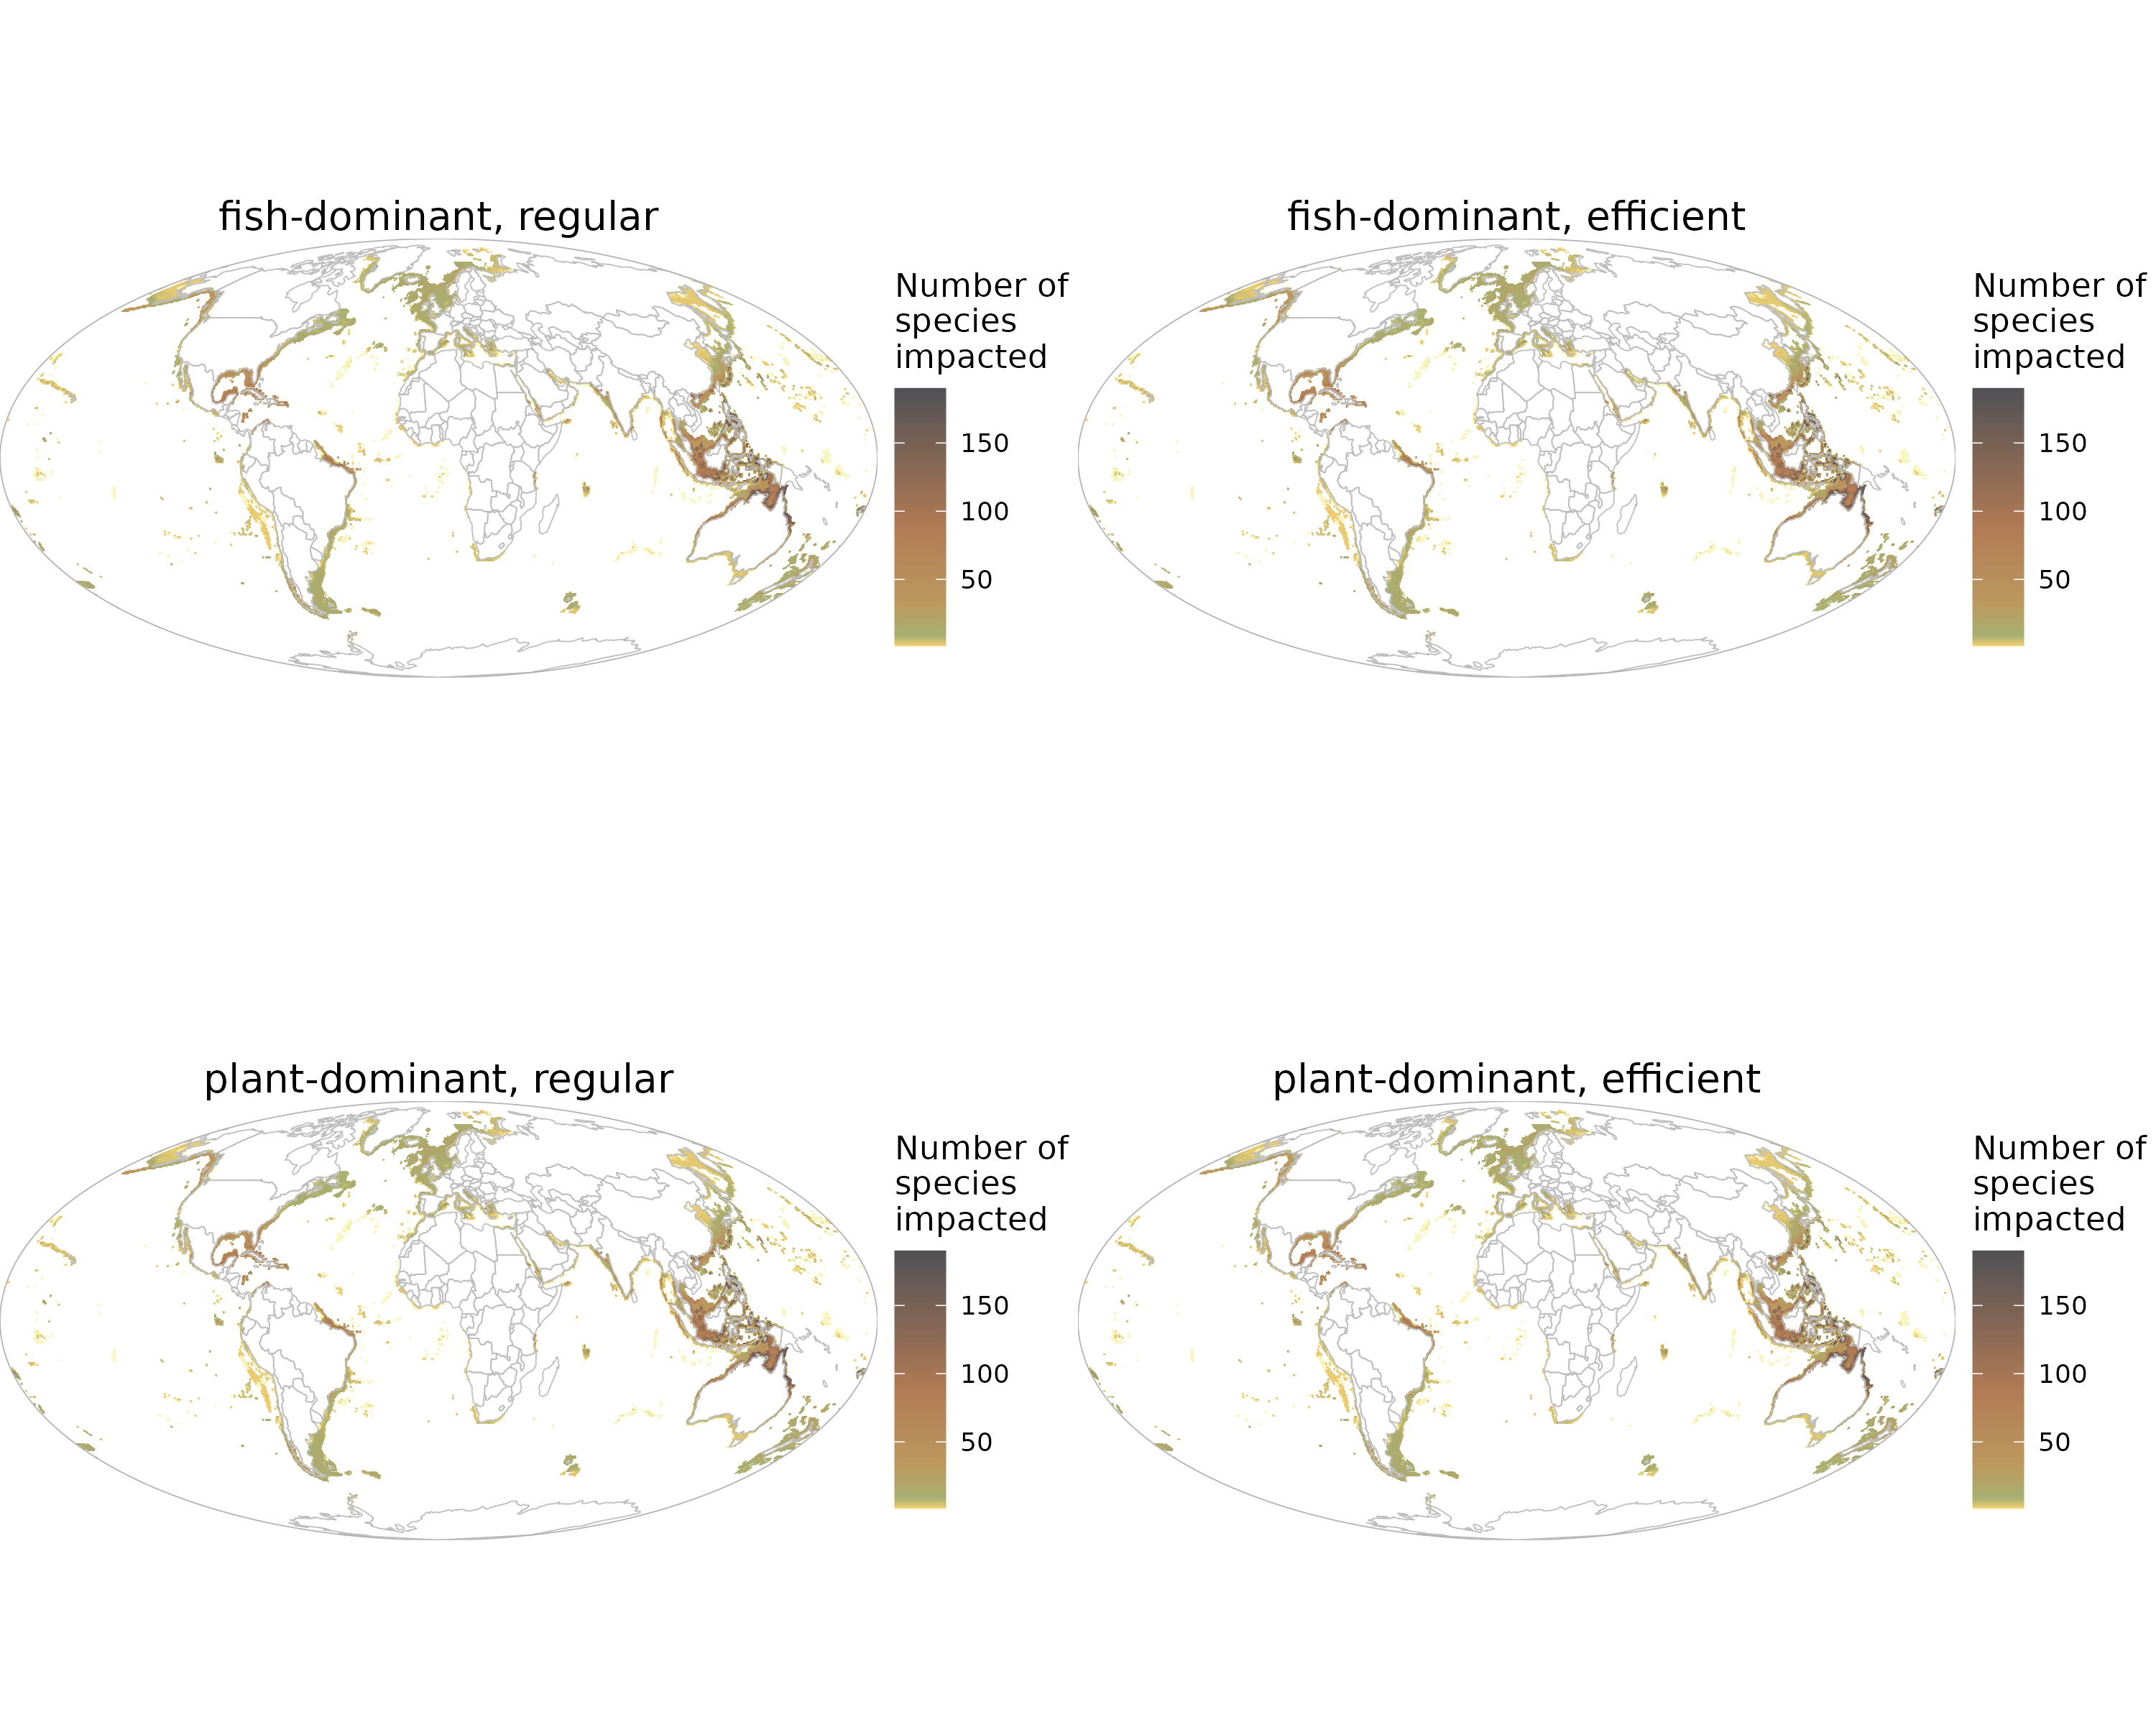 fish-dominant, regular
Number of
species
impacted
150
100
50
fish-dominant, efficient
Number of
species
impacted
150
100
50
plant-dominant, regular
Number of
species
impacted
150
100
50
plant-dominant, efficient
Number of
species
impacted
150
100
50